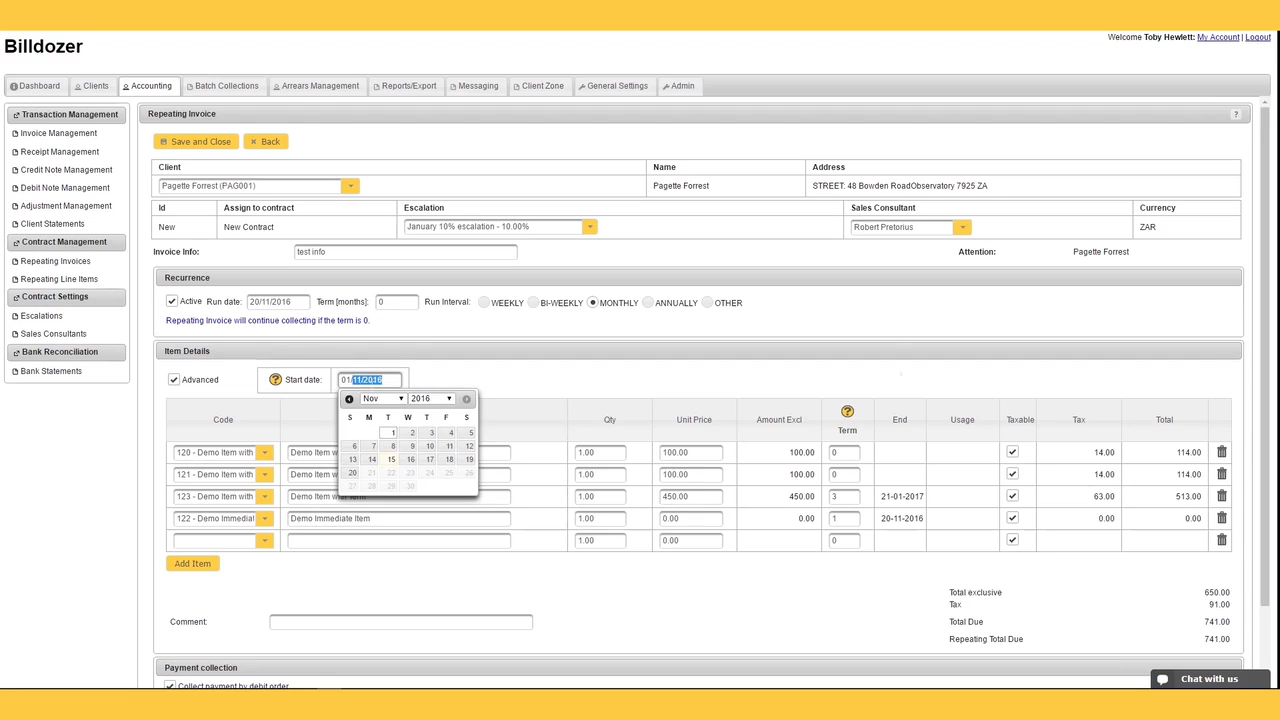 Billdozer
Welcome Toby Hewlett: My Account | Logout
Dashboard Clients Accounting Batch Collections Arrears Management Reports/Export Messaging Client Zone General Settings Admin
Transaction Management
Invoice Management
Receipt Management
Credit Note Management
Debit Note Management
Adjustment Management
Client Statements
Contract Management
Repeating Invoices
Repeating Line Items
Contract Settings
Escalations
Sales Consultants
Bank Reconciliation
Bank Statements
Repeating Invoice ?
Save and Close Back
Client Name Address
Pagette Forrest (PAG001) Pagette Forrest STREET: 48 Bowden RoadObservatory 7925 ZA
Id Assign to contract Escalation Sales Consultant Currency
New New Contract January 10% escalation - 10.00% Robert Pretorius ZAR
Invoice Info: test info Attention: Pagette Forrest
Recurrence
Active Run date: 20/11/2016 Term [months]: 0 Run Interval: WEEKLY BI-WEEKLY MONTHLY ANNUALLY OTHER
Repeating Invoice will continue collecting if the term is 0.
Item Details
Advanced ? Start date: 01/11/2016
Nov 2016
S M T W T F S
1 2 3 4 5
6 7 8 9 10 11 12
13 14 15 16 17 18 19
20 21 22 23 24 25 26
27 28 29 30
Code Qty Unit Price Amount Excl ? Term End Usage Taxable Tax Total
120 - Demo Item with Demo Item w 1.00 100.00 100.00 0 14.00 114.00
121 - Demo Item with Demo Item w 1.00 100.00 100.00 0 14.00 114.00
123 - Demo Item with Demo Item with Term 1.00 450.00 450.00 3 21-01-2017 63.00 513.00
122 - Demo Immediat Demo Immediate Item 1.00 0.00 0.00 1 20-11-2016 0.00 0.00
1.00 0.00 0
Add Item
Total exclusive 650.00
Tax 91.00
Comment: Total Due 741.00
Repeating Total Due 741.00
Payment collection
Collect payment by debit order
Chat with us